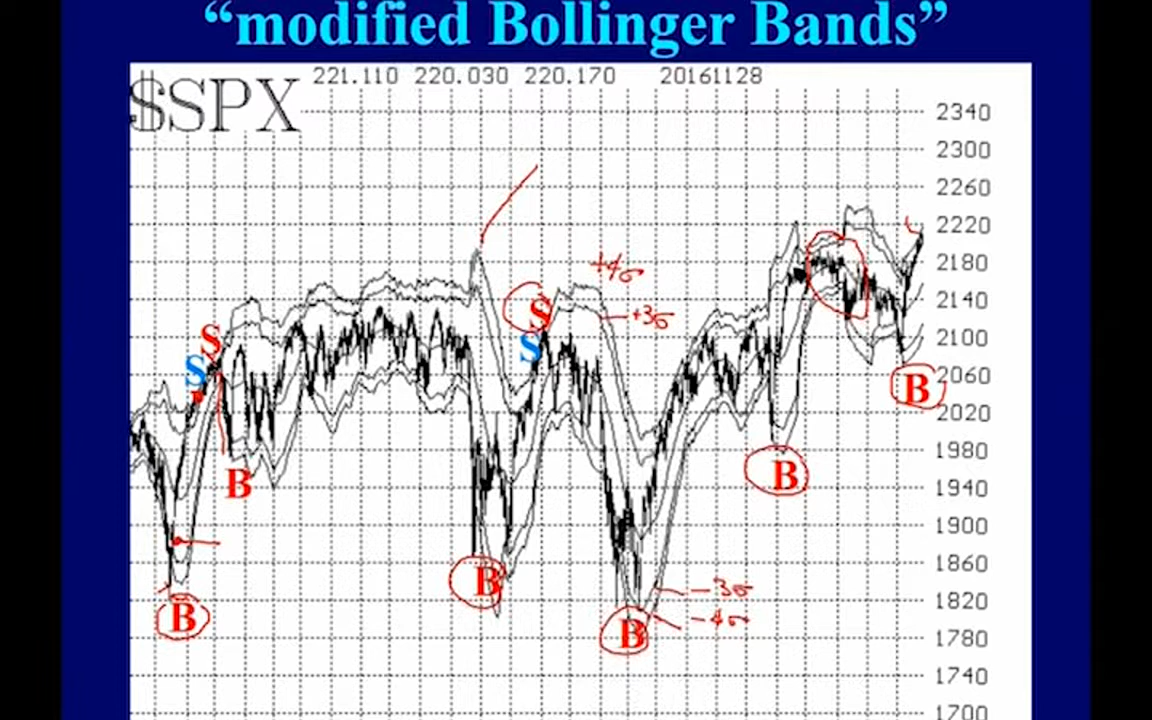 “modified Bollinger Bands”
$SPX 221.110 220.030 220.170 20161128
2340
2300
2260
2220
2180
2140
2100
2060
2020
1980
1940
1900
1860
1820
1780
1740
1700
+4σ
S +3σ
S
S
S
B
B
B
B
B
B
-3σ
-4σ